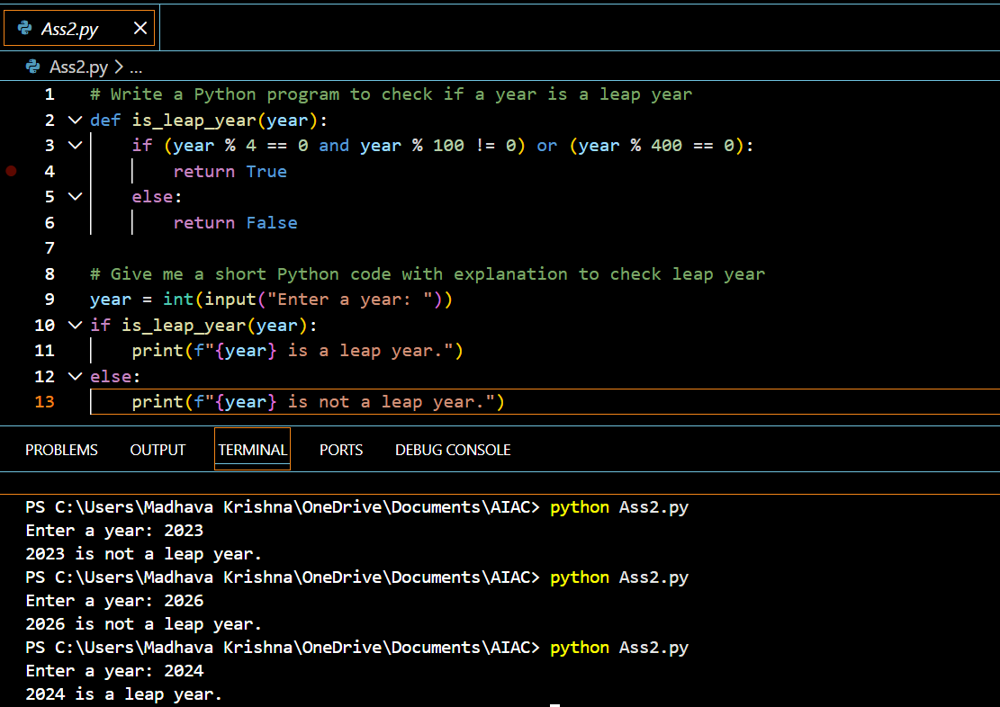 Ass2.py
Ass2.py > ...
1 # Write a Python program to check if a year is a leap year
2 def is_leap_year(year):
3     if (year % 4 == 0 and year % 100 != 0) or (year % 400 == 0):
4         return True
5     else:
6         return False
7
8 # Give me a short Python code with explanation to check leap year
9 year = int(input("Enter a year: "))
10 if is_leap_year(year):
11     print(f"{year} is a leap year.")
12 else:
13     print(f"{year} is not a leap year.")
PROBLEMS OUTPUT TERMINAL PORTS DEBUG CONSOLE
PS C:\Users\Madhava Krishna\OneDrive\Documents\AIAC> python Ass2.py
Enter a year: 2023
2023 is not a leap year.
PS C:\Users\Madhava Krishna\OneDrive\Documents\AIAC> python Ass2.py
Enter a year: 2026
2026 is not a leap year.
PS C:\Users\Madhava Krishna\OneDrive\Documents\AIAC> python Ass2.py
Enter a year: 2024
2024 is a leap year.